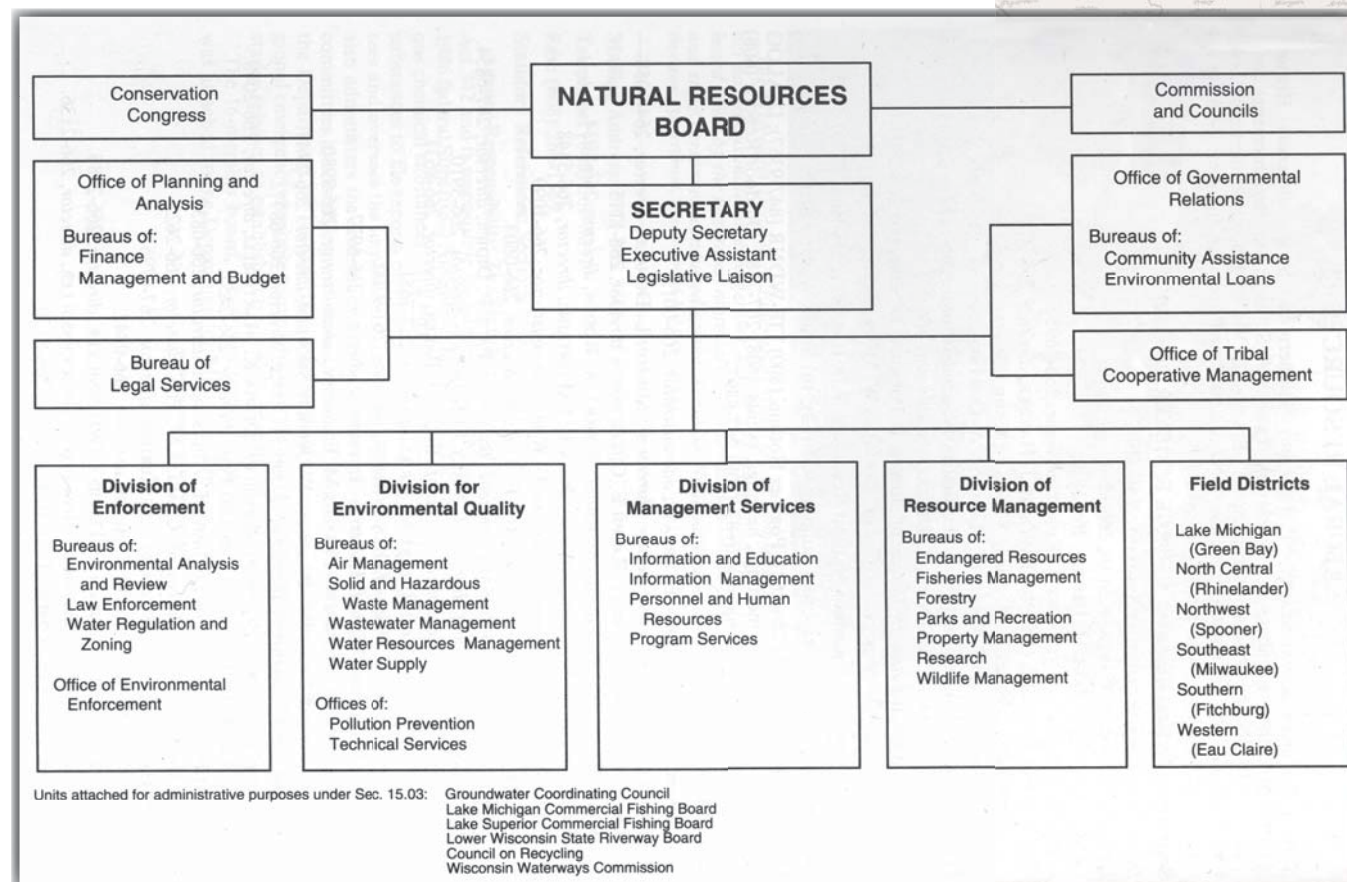 Conservation
Congress
NATURAL RESOURCES
BOARD
Commission
and Councils
Office of Planning and
Analysis
Bureaus of:
Finance
Management and Budget
SECRETARY
Deputy Secretary
Executive Assistant
Legislative Liaison
Office of Governmental
Relations
Bureaus of:
Community Assistance
Environmental Loans
Bureau of
Legal Services
Office of Tribal
Cooperative Management
Division of
Enforcement
Bureaus of:
Environmental Analysis
and Review
Law Enforcement
Water Regulation and
Zoning
Office of Environmental
Enforcement
Division for
Environmental Quality
Bureaus of:
Air Management
Solid and Hazardous
Waste Management
Wastewater Management
Water Resources Management
Water Supply
Offices of:
Pollution Prevention
Technical Services
Division of
Management Services
Bureaus of:
Information and Education
Information Management
Personnel and Human
Resources
Program Services
Division of
Resource Management
Bureaus of:
Endangered Resources
Fisheries Management
Forestry
Parks and Recreation
Property Management
Research
Wildlife Management
Field Districts
Lake Michigan
(Green Bay)
North Central
(Rhinelander)
Northwest
(Spooner)
Southeast
(Milwaukee)
Southern
(Fitchburg)
Western
(Eau Claire)
Units attached for administrative purposes under Sec. 15.03: Groundwater Coordinating Council
Lake Michigan Commercial Fishing Board
Lake Superior Commercial Fishing Board
Lower Wisconsin State Riverway Board
Council on Recycling
Wisconsin Waterways Commission